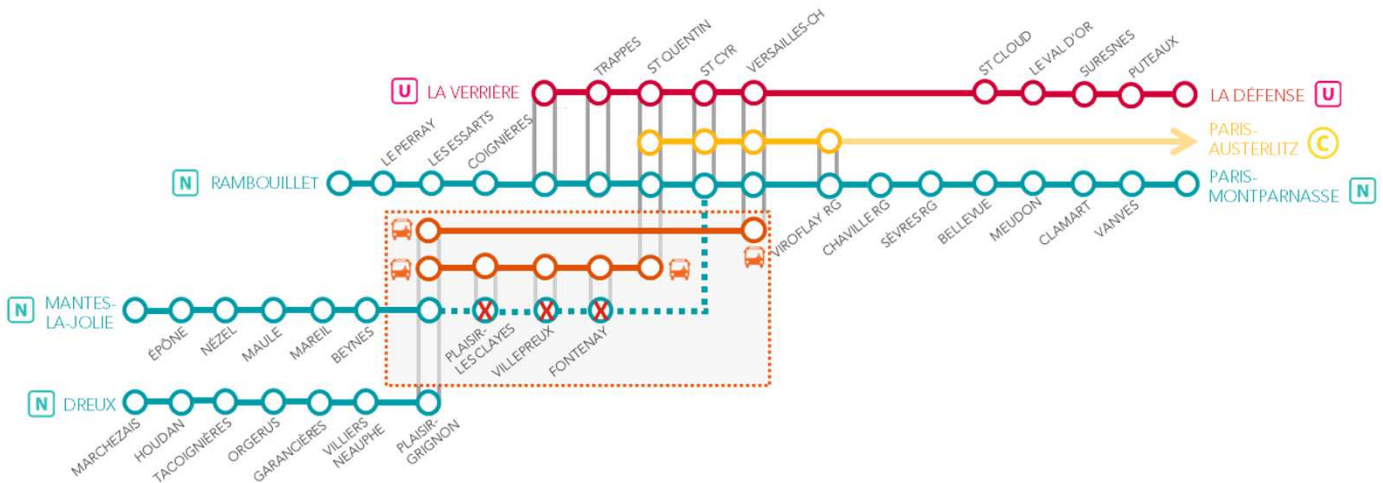 TRAPPES
ST QUENTIN
ST CYR
VERSAILLES-CH
ST CLOUD
LE VAL D'OR
SURESNES
PUTEAUX
U LA VERRIÈRE
LA DÉFENSE U
LE PERRAY
LES ESSARTS
COIGNIÈRES
PARIS-
AUSTERLITZ C
N RAMBOUILLET
PARIS-
MONTPARNASSE N
VIROFLAY RG
CHAVILLE RG
SÈVRES RG
BELLEVUE
MEUDON
CLAMART
VANVES
N MANTES-
LA-JOLIE
ÉPÔNE
NÉZEL
MAULE
MAREIL
BEYNES
PLAISIR-
LES CLAYES
VILLEPREUX
FONTENAY
N DREUX
MARCHEZAIS
HOUDAN
TACOIGNIÈRES
ORGERUS
GARANCIÈRES
VILLIERS
NEAUPHE
PLAISIR-
GRIGNON